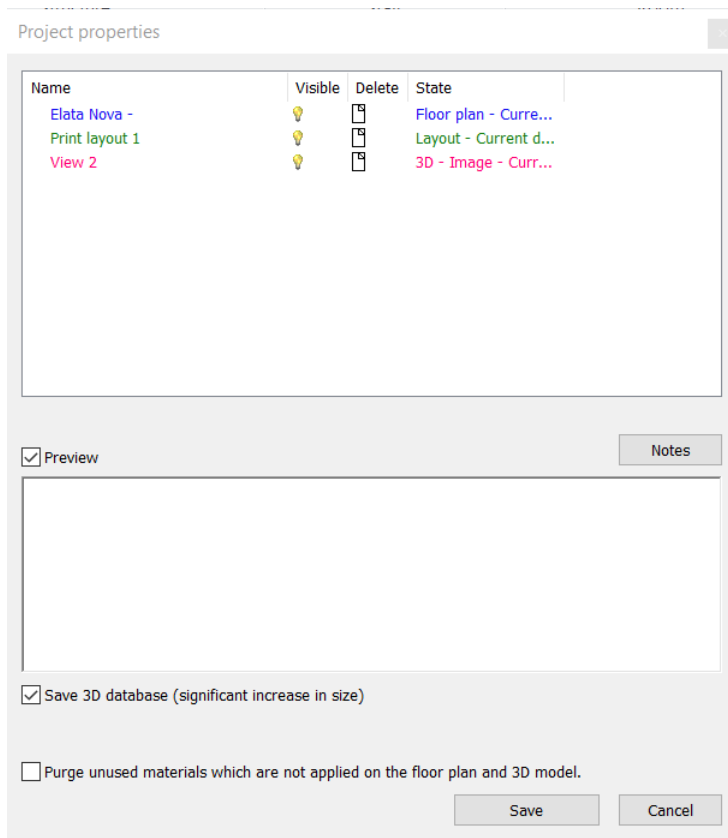 Project properties
Name Visible Delete State
Elata Nova - Floor plan - Curre...
Print layout 1 Layout - Current d...
View 2 3D - Image - Curr...
Preview Notes
Save 3D database (significant increase in size)
Purge unused materials which are not applied on the floor plan and 3D model.
Save Cancel